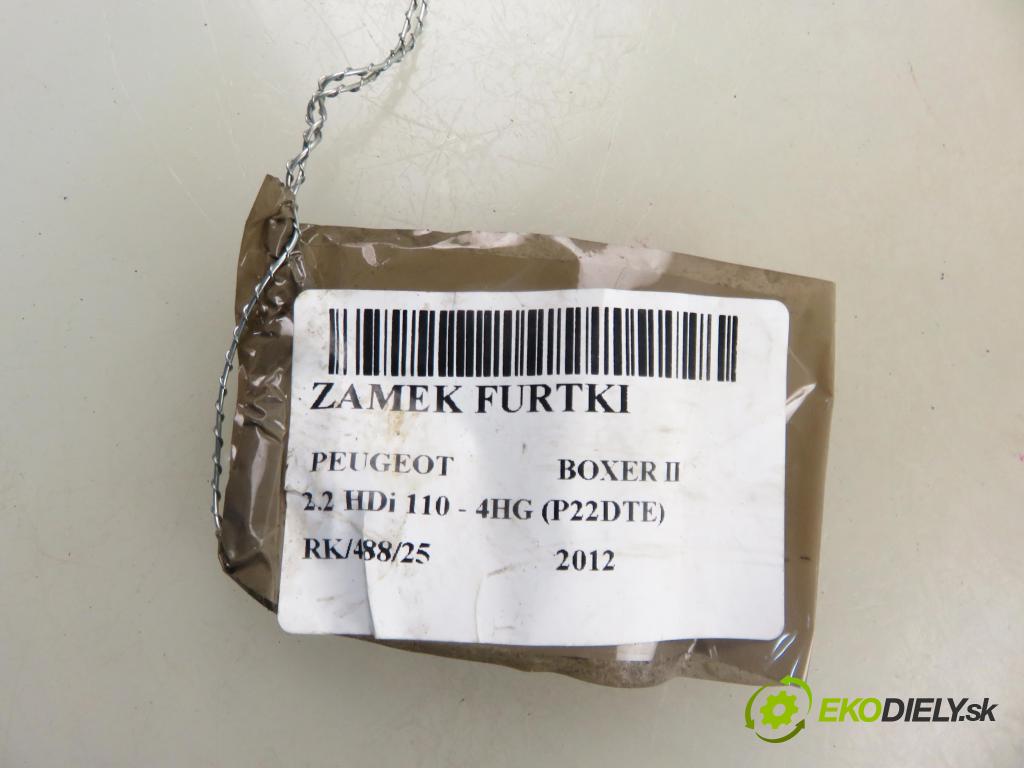 ZAMEK FURTKI
PEUGEOT BOXER II
2.2 HDi 110 - 4HG (P22DTE)
RK/488/25 2012
EKODIELY.sk